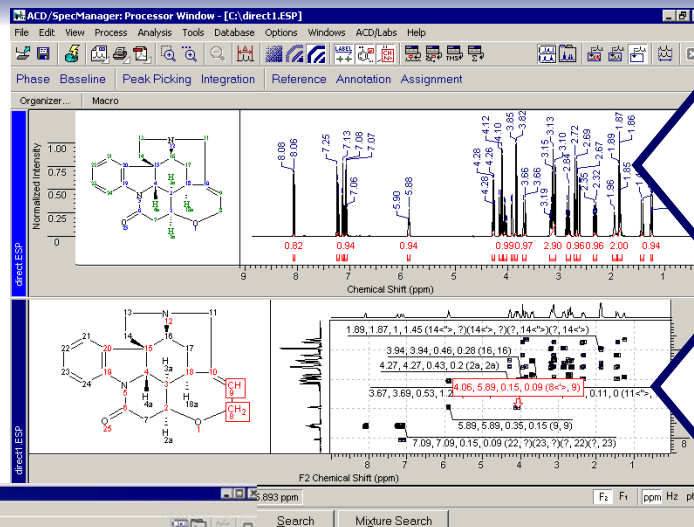 ACD/SpecManager: Processor Window - [C:\direct1.ESP]
File Edit View Process Analysis Tools Database Options Windows ACD/Labs Help
Phase Baseline Peak Picking Integration Reference Annotation Assignment
Organizer... Macro
direct.ESP
Normalized Intensity
1.00
0.75
0.50
0.25
0
8.08 8.06 7.25 7.13 7.08 7.07 7.06 5.90 5.88 4.28 4.28 4.26 4.12 4.10 3.85 3.82 3.66 3.66 3.19 3.15 3.13 3.10 2.84 2.72 2.69 2.67 2.35 2.32 1.96 1.89 1.87 1.85 1.86
0.82 0.94 0.94 0.99 0.97 2.90 0.96 0.96 2.00 0.94
9 8 7 6 5 4 3 2
Chemical Shift (ppm)
direct1.ESP
13 N 11
12
21 14 16
22 20 15 17 10
23 19 4 3 18 CH
24 N 9
5 H H CH2
6 4a 18a 8
O 7 2 O
25 H 1
2a
1.89, 1.87, 1, 1.45 (14<">, ?)(14<'>, ?)(?, 14<">)(?, 14<'>)
3.94, 3.94, 0.46, 0.28 (16, 16)
4.27, 4.27, 0.43, 0.2 (2a, 2a)
4.06, 5.89, 0.15, 0.09 (8<'>, 9)
3.67, 3.69, 0.53, 1.2
0.11, 0 (11<">,
5.89, 5.89, 0.35, 0.15 (9, 9)
7.09, 7.09, 0.15, 0.09 (22, ?)(23, ?)(?, 22)(?, 23)
8
8 7 6 5 4 3 2 1
F2 Chemical Shift (ppm)
5.893 ppm F2 F1 ppm Hz pt
Search Mixture Search